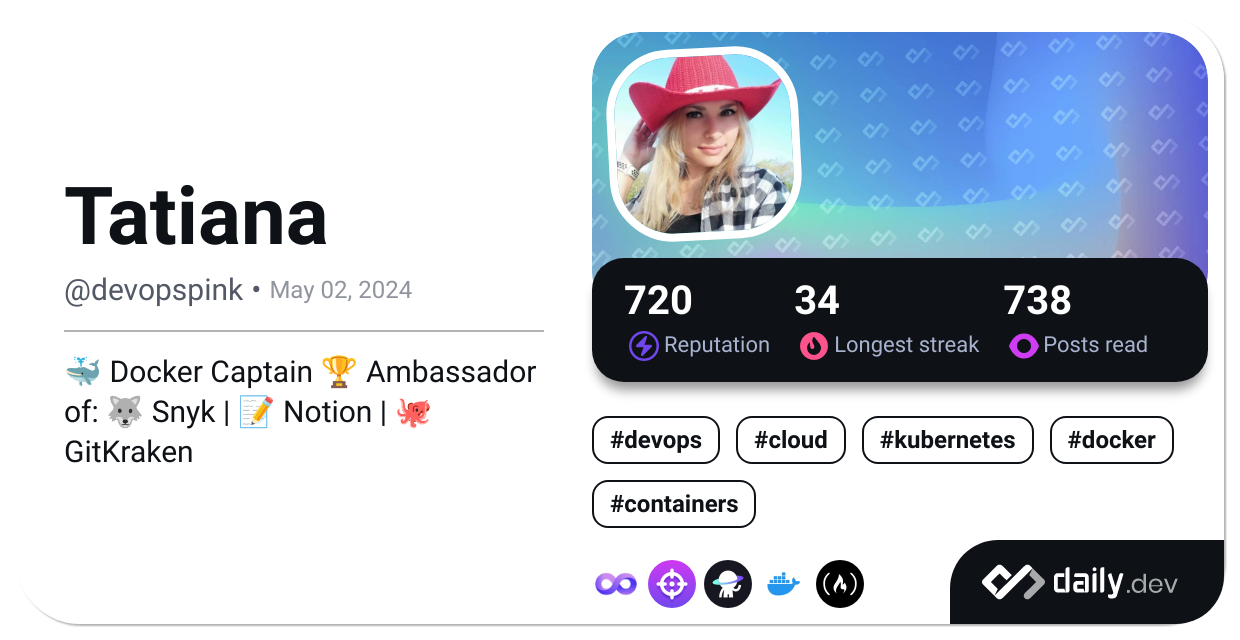 Tatiana
@devopspink • May 02, 2024
🐳 Docker Captain 🏆 Ambassador
of: 🐺 Snyk | 📝 Notion | 🐙
GitKraken
720 34 738
Reputation Longest streak Posts read
#devops #cloud #kubernetes #docker
#containers
daily.dev